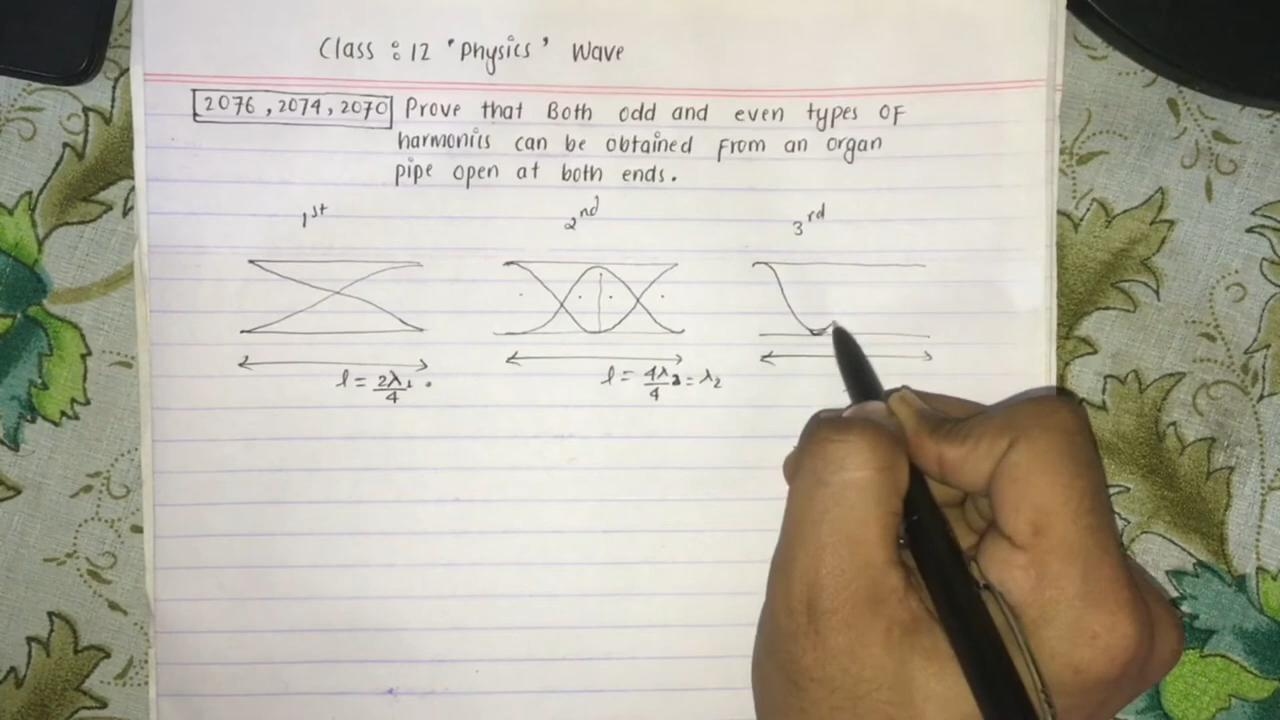 Class : 12 ' Physics ' Wave
2076, 2074, 2070 Prove that Both odd and even types OF
harmonics can be obtained From an organ
pipe open at both ends.
1st 2nd 3rd
l = 2λ₁/4 . l = 4λ₂/4 = λ₂